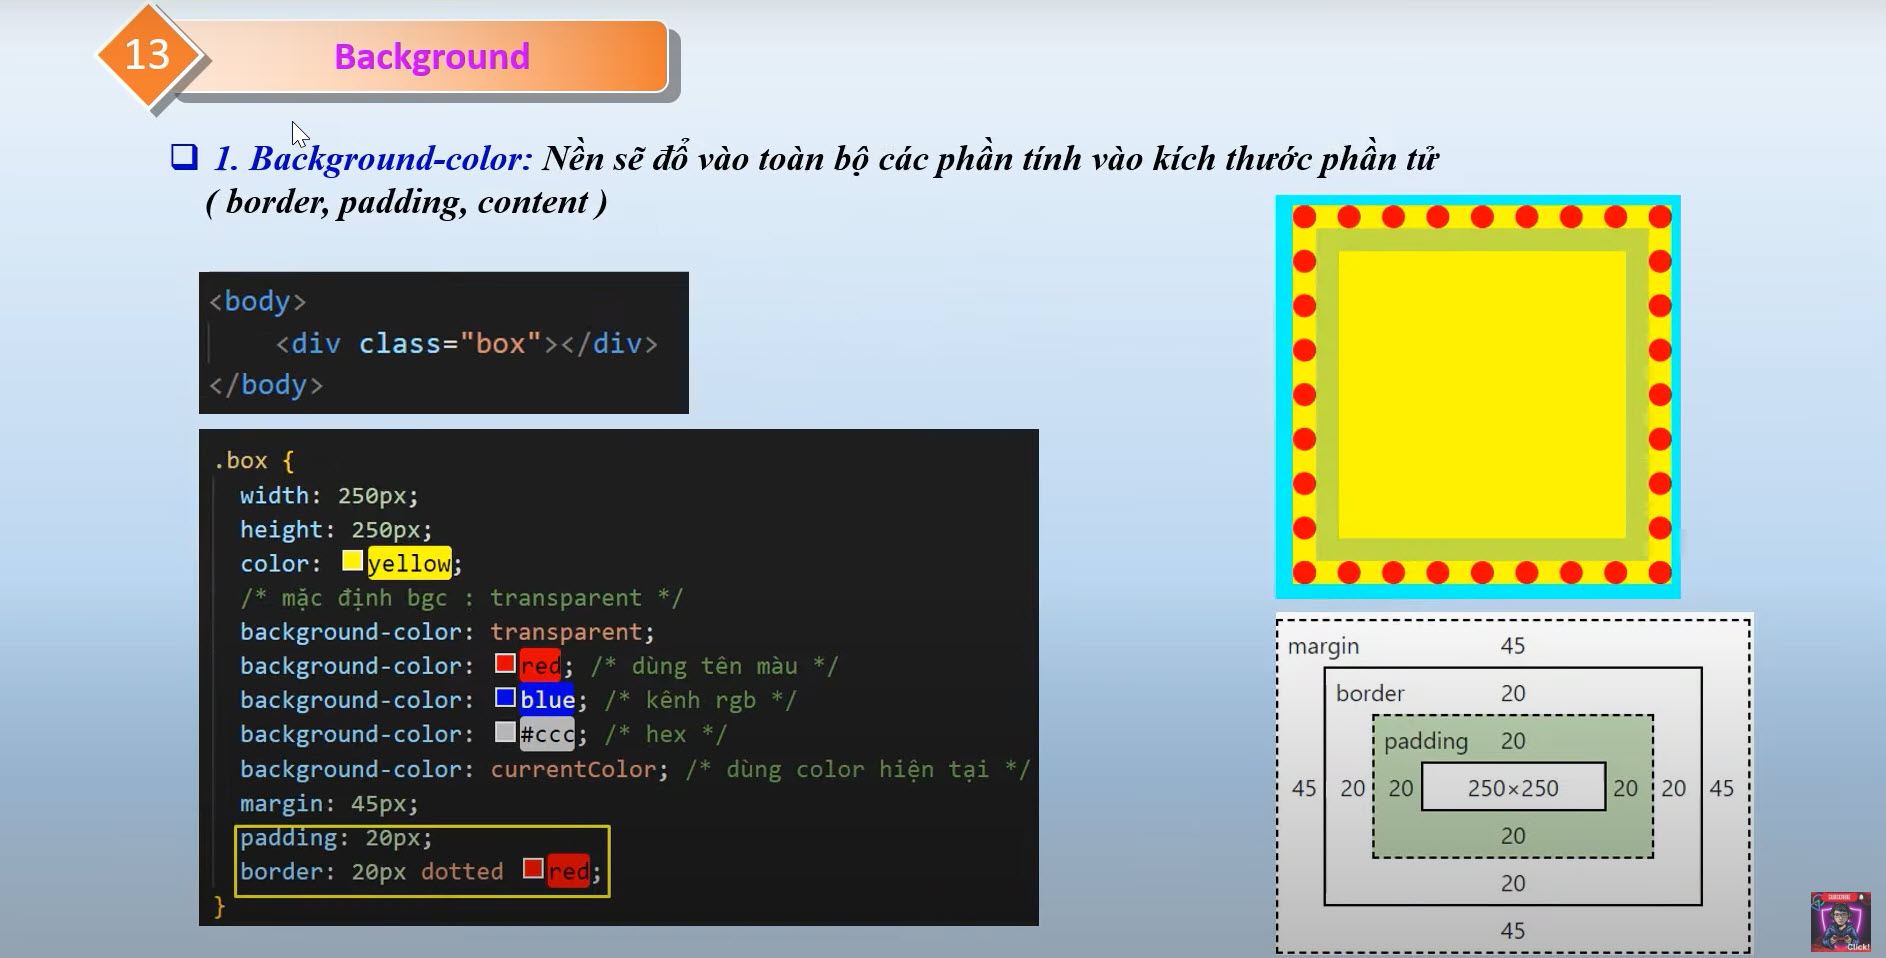 13
Background
1. Background-color: Nền sẽ đổ vào toàn bộ các phần tính vào kích thước phần tử
( border, padding, content )
<body>
<div class="box"></div>
</body>
.box {
width: 250px;
height: 250px;
color: yellow;
/* mặc định bgc : transparent */
background-color: transparent;
background-color: red; /* dùng tên màu */
background-color: blue; /* kênh rgb */
background-color: #ccc; /* hex */
background-color: currentColor; /* dùng color hiện tại */
margin: 45px;
padding: 20px;
border: 20px dotted red;
}
margin 45
border 20
padding 20
45 20 20 250×250 20 20 45
20
20
45
Click!